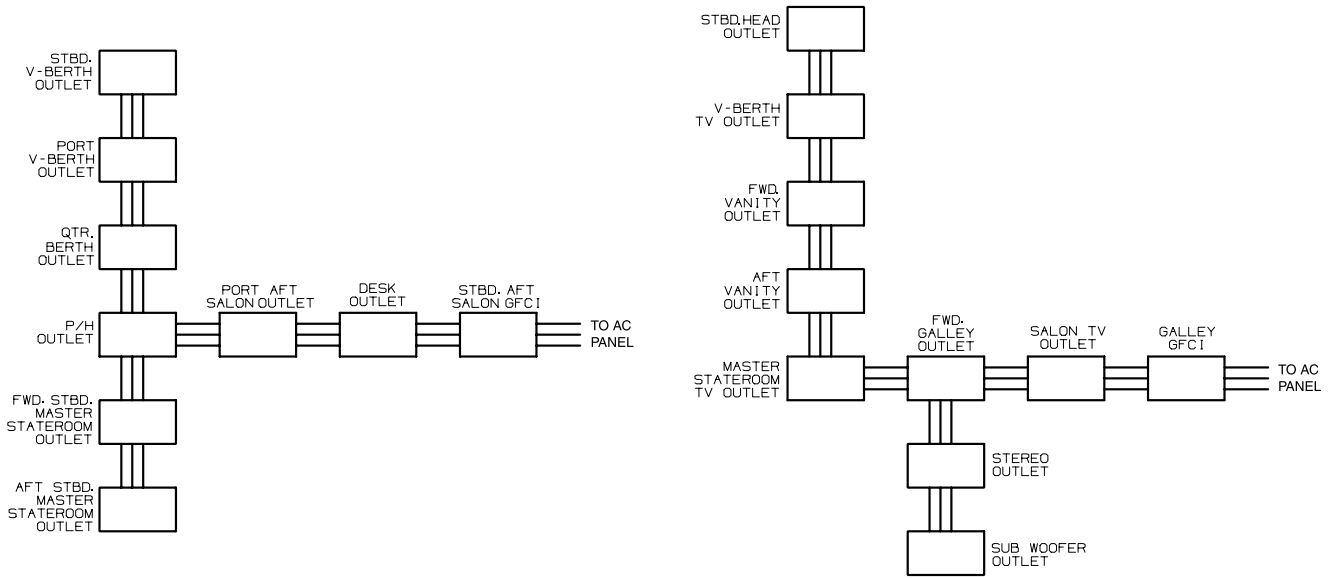 STBD.
V-BERTH
OUTLET
PORT
V-BERTH
OUTLET
QTR.
BERTH
OUTLET
P/H
OUTLET
PORT AFT
SALON OUTLET
DESK
OUTLET
STBD. AFT
SALON GFCI
TO AC
PANEL
FWD. STBD.
MASTER
STATEROOM
OUTLET
AFT STBD.
MASTER
STATEROOM
OUTLET
STBD.HEAD
OUTLET
V-BERTH
TV OUTLET
FWD.
VANITY
OUTLET
AFT
VANITY
OUTLET
MASTER
STATEROOM
TV OUTLET
FWD.
GALLEY
OUTLET
SALON TV
OUTLET
GALLEY
GFCI
TO AC
PANEL
STEREO
OUTLET
SUB WOOFER
OUTLET